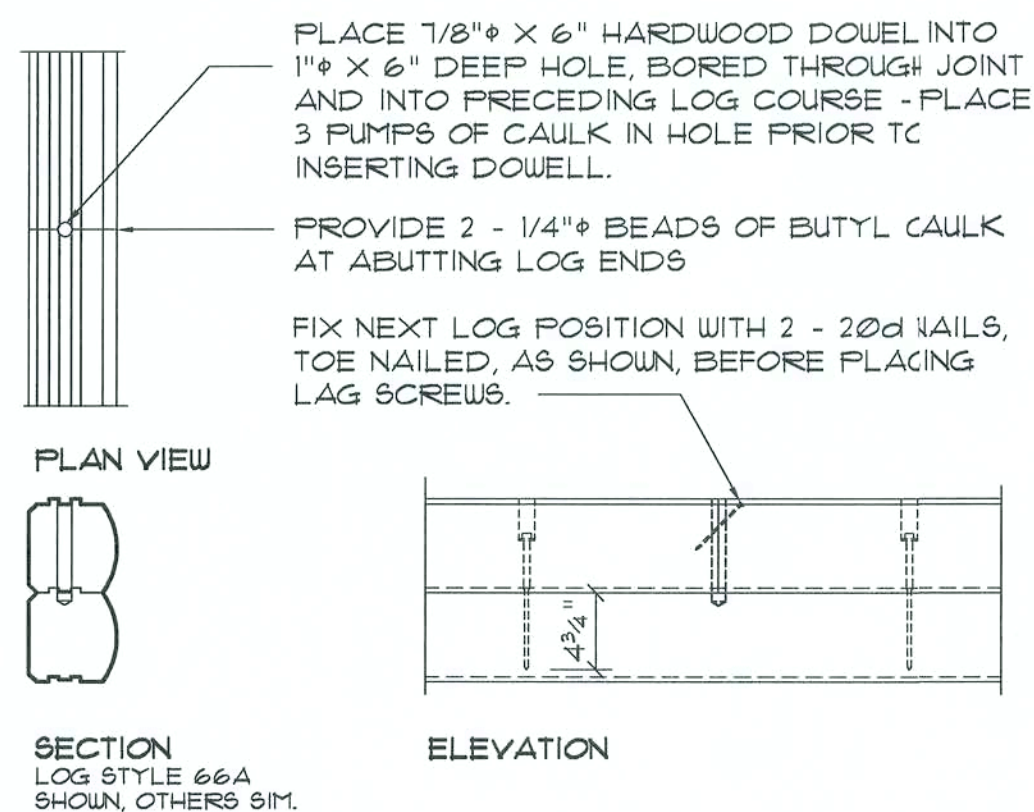 PLACE 7/8"φ X 6" HARDWOOD DOWEL INTO
1"φ X 6" DEEP HOLE, BORED THROUGH JOINT
AND INTO PRECEDING LOG COURSE - PLACE
3 PUMPS OF CAULK IN HOLE PRIOR TO
INSERTING DOWELL.
PROVIDE 2 - 1/4"φ BEADS OF BUTYL CAULK
AT ABUTTING LOG ENDS
FIX NEXT LOG POSITION WITH 2 - 20d NAILS,
TOE NAILED, AS SHOWN, BEFORE PLACING
LAG SCREWS.
PLAN VIEW
4 3/4"
SECTION
LOG STYLE 66A
SHOWN, OTHERS SIM.
ELEVATION